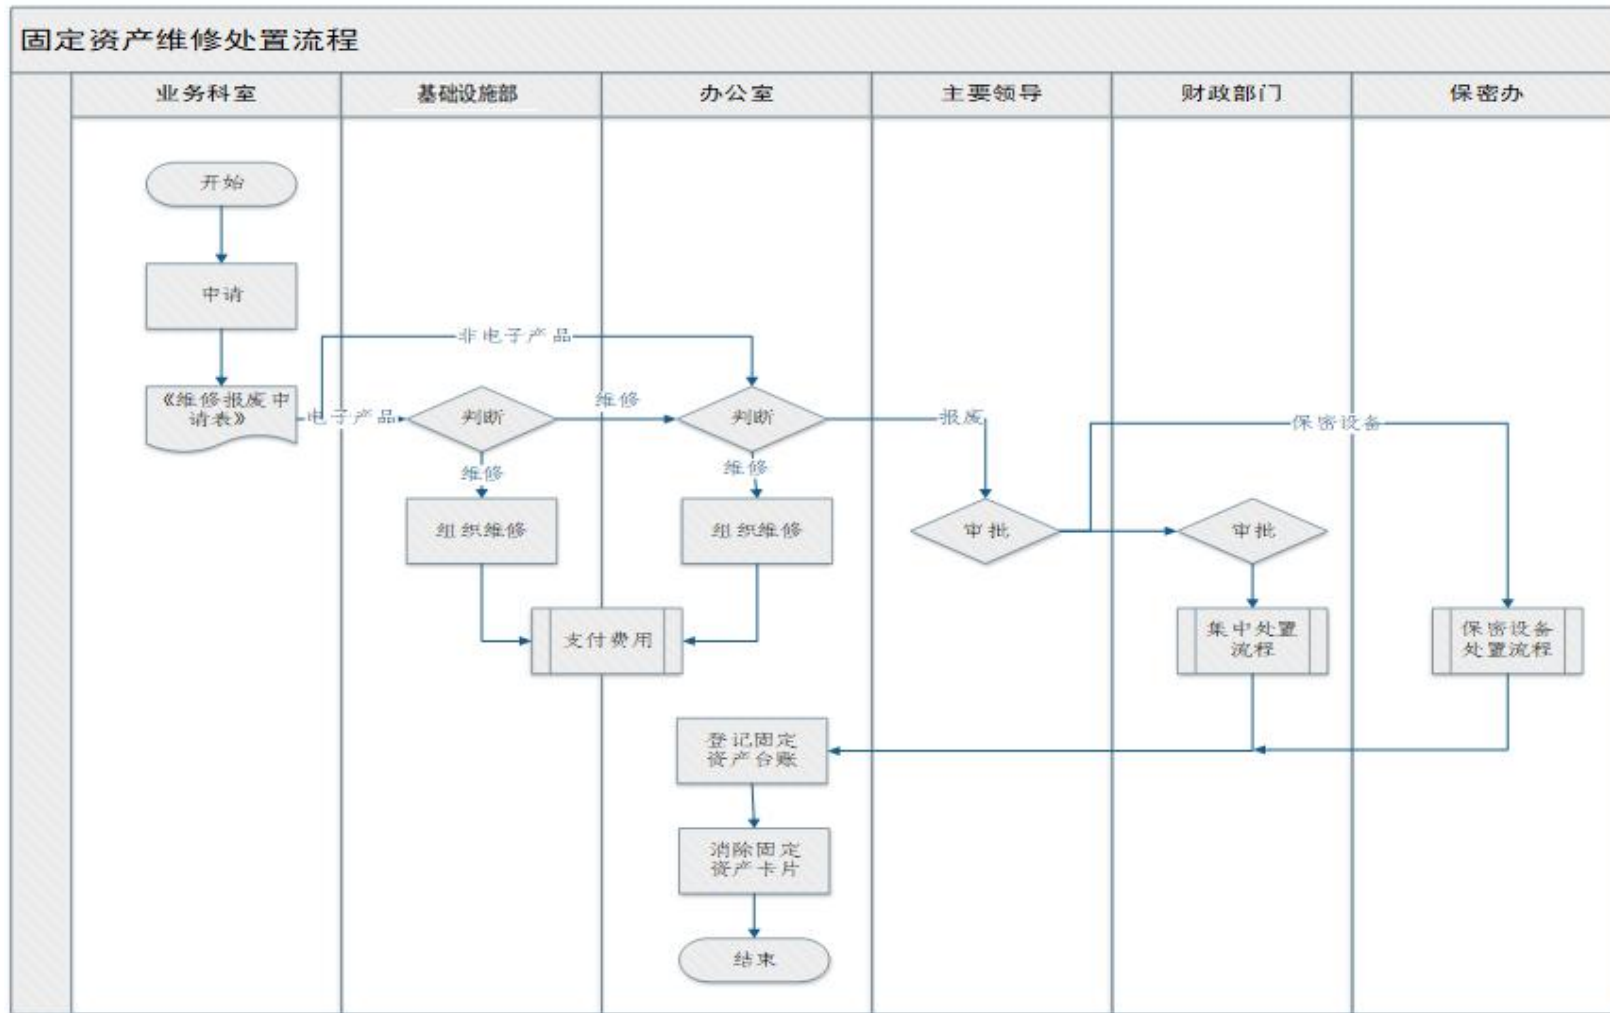 固定资产维修处置流程
业务科室
基础设施部
办公室
主要领导
财政部门
保密办
开始
申请
非电子产品
《维修报废申
请表》
电子产品
判断
维修
判断
报废
保密设备
维修
维修
组织维修
组织维修
审批
审批
支付费用
集中处置
流程
保密设备
处置流程
登记固定
资产台账
消除固定
资产卡片
结束